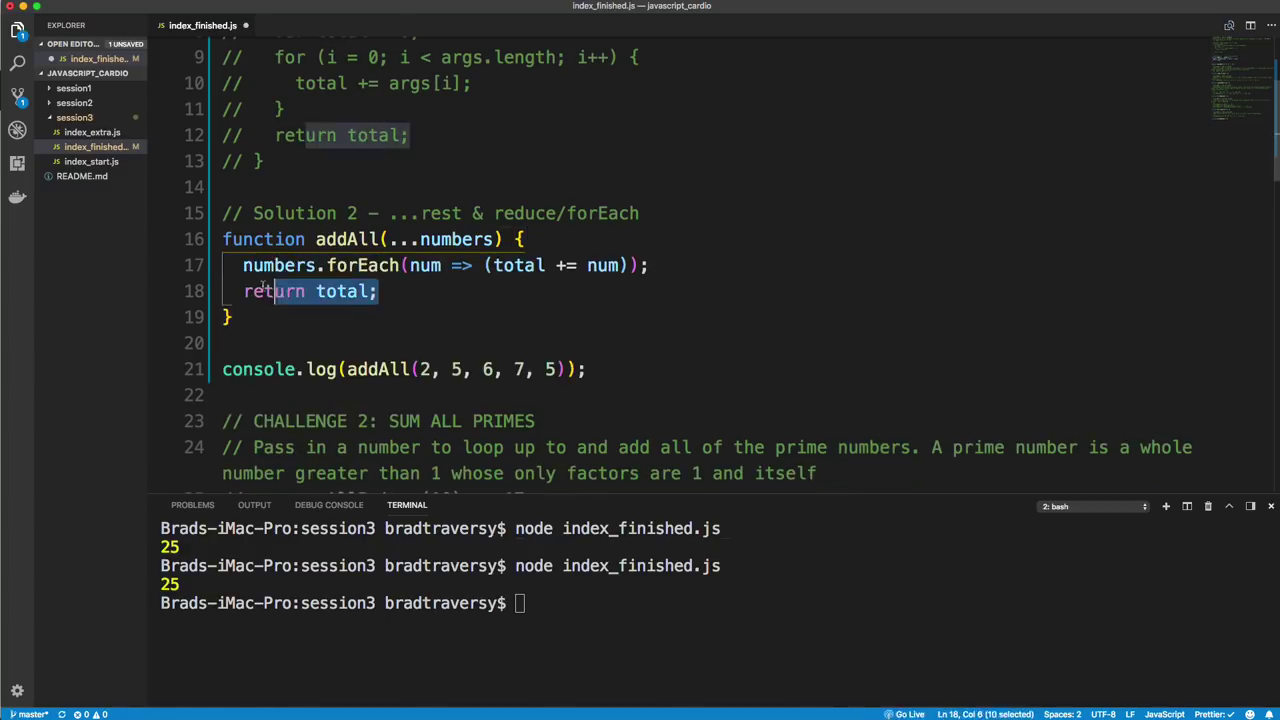 index_finished.js — javascript_cardio
EXPLORER
index_finished.js
OPEN EDITO... 1 UNSAVED
index_finishe... M
JAVASCRIPT_CARDIO
session1
session2
session3
index_extra.js
index_finished... M
index_start.js
README.md
9 // for (i = 0; i < args.length; i++) {
10 // total += args[i];
11 // }
12 // return total;
13 // }
14
15 // Solution 2 - ...rest & reduce/forEach
16 function addAll(...numbers) {
17 numbers.forEach(num => (total += num));
18 return total;
19 }
20
21 console.log(addAll(2, 5, 6, 7, 5));
22
23 // CHALLENGE 2: SUM ALL PRIMES
24 // Pass in a number to loop up to and add all of the prime numbers. A prime number is a whole
number greater than 1 whose only factors are 1 and itself
PROBLEMS OUTPUT DEBUG CONSOLE TERMINAL 2: bash
Brads-iMac-Pro:session3 bradtraversy$ node index_finished.js
25
Brads-iMac-Pro:session3 bradtraversy$ node index_finished.js
25
Brads-iMac-Pro:session3 bradtraversy$
master* 0 0 Go Live Ln 18, Col 6 (10 selected) Spaces: 2 UTF-8 LF JavaScript Prettier: ✓